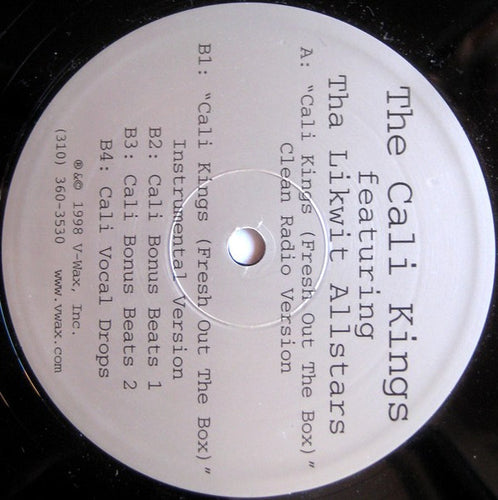 The Cali Kings
featuring
Tha Likwit Allstars
A: "Cali Kings (Fresh Out The Box)"
Clean Radio Version
B1: "Cali Kings (Fresh Out The Box)"
Instrumental Version
B2: Cali Bonus Beats 1
B3: Cali Bonus Beats 2
B4: Cali Vocal Drops
®&© 1998 V-Wax, Inc.
(310) 360-3530 www.vwax.com